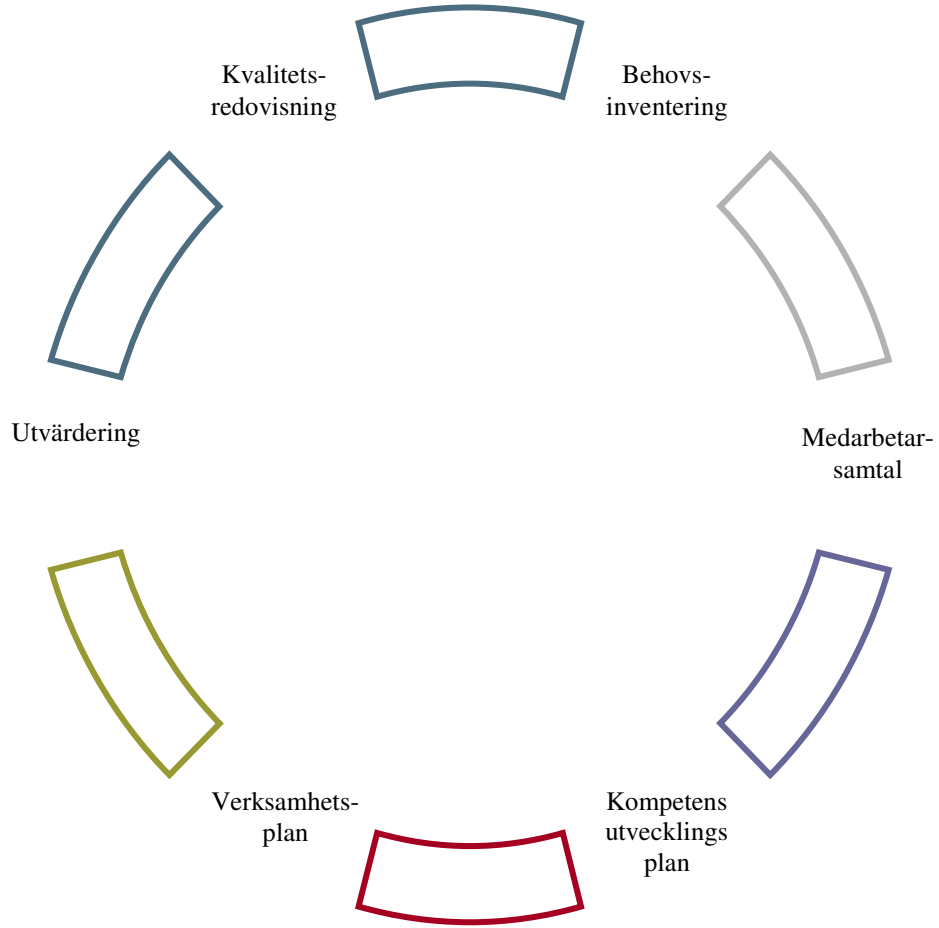 Kvalitets-
redovisning
Behovs-
inventering
Utvärdering
Medarbetar-
samtal
Verksamhets-
plan
Kompetens
utvecklings
plan